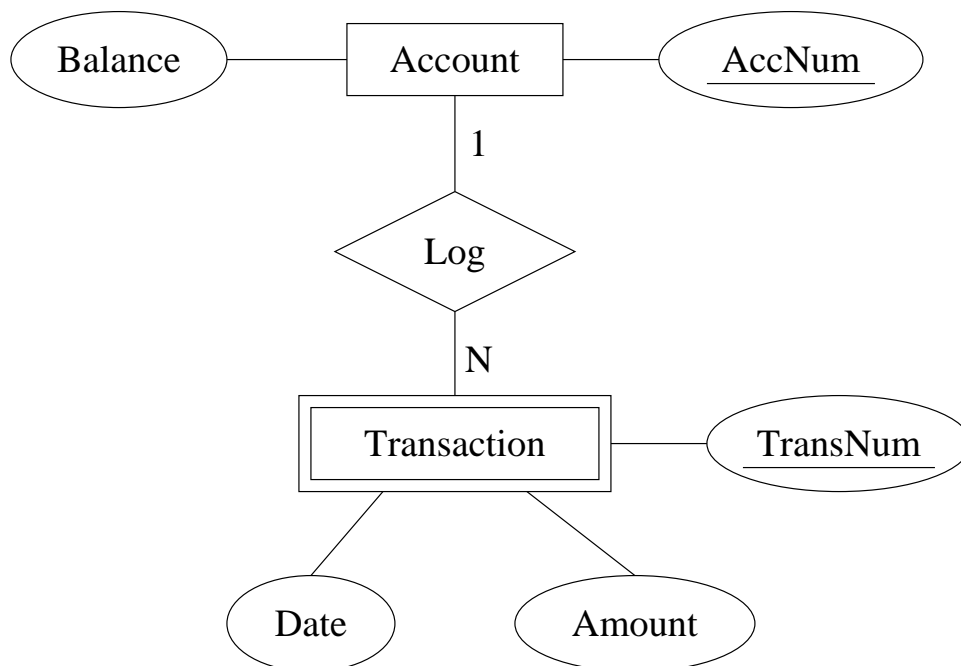 Balance
Account
AccNum
1
Log
N
Transaction
TransNum
Date
Amount